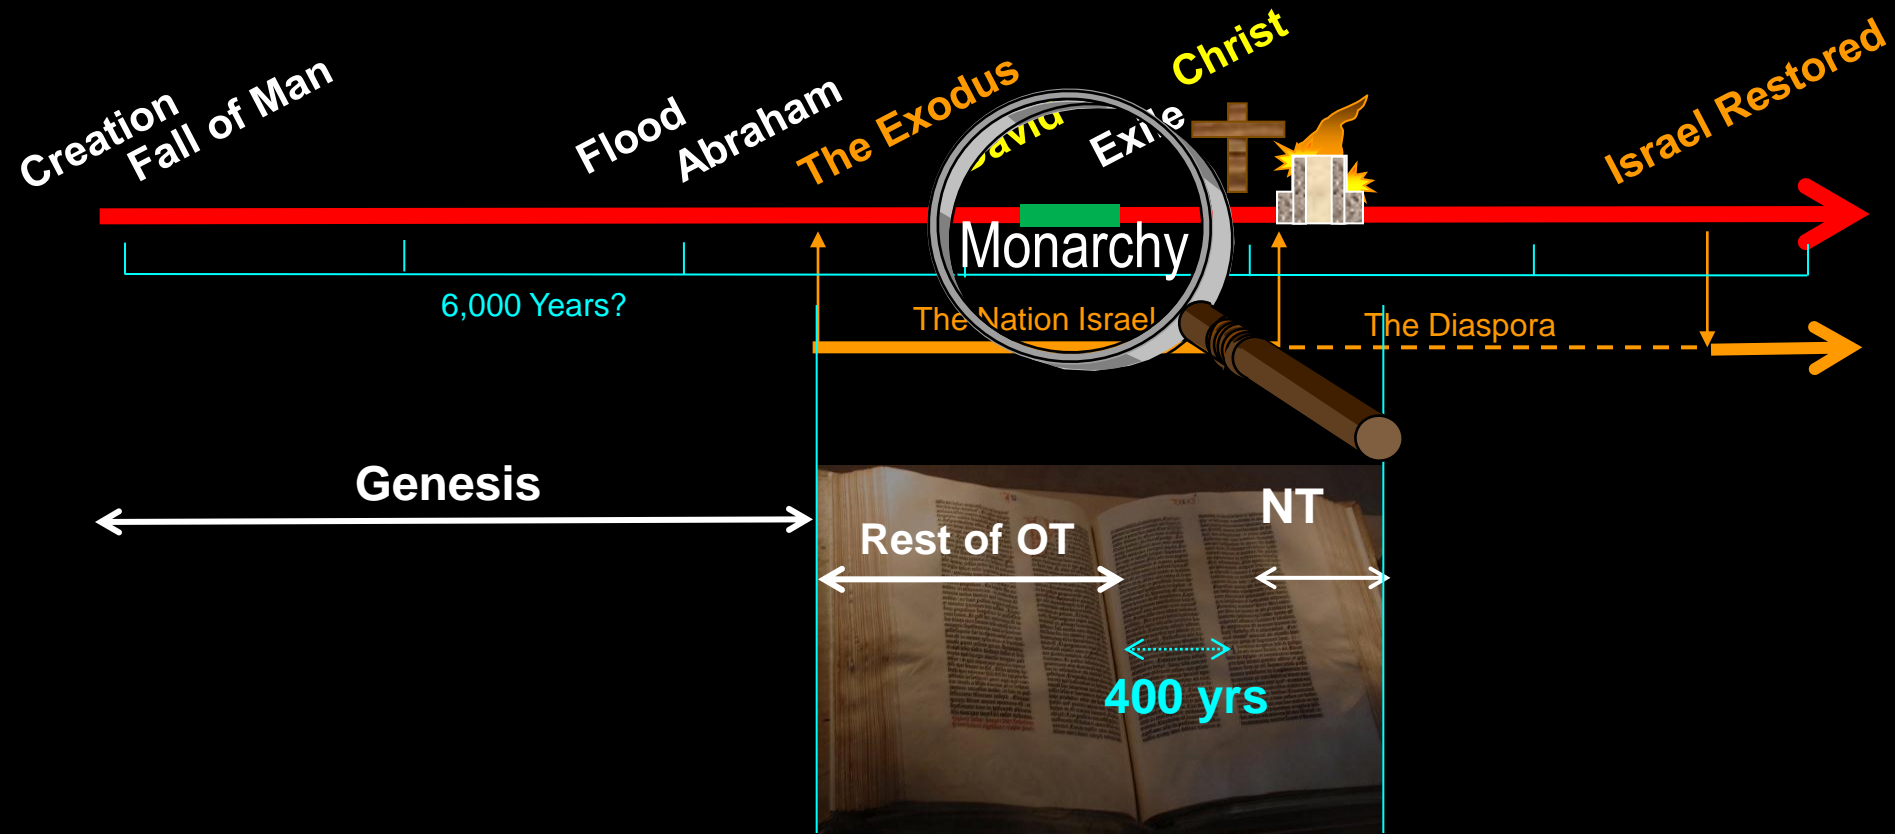 Creation
Fall of Man
Flood
Abraham
The Exodus
David
Exile
Christ
Israel Restored
Monarchy
6,000 Years?
The Nation Israel
The Diaspora
Genesis
Rest of OT
NT
400 yrs